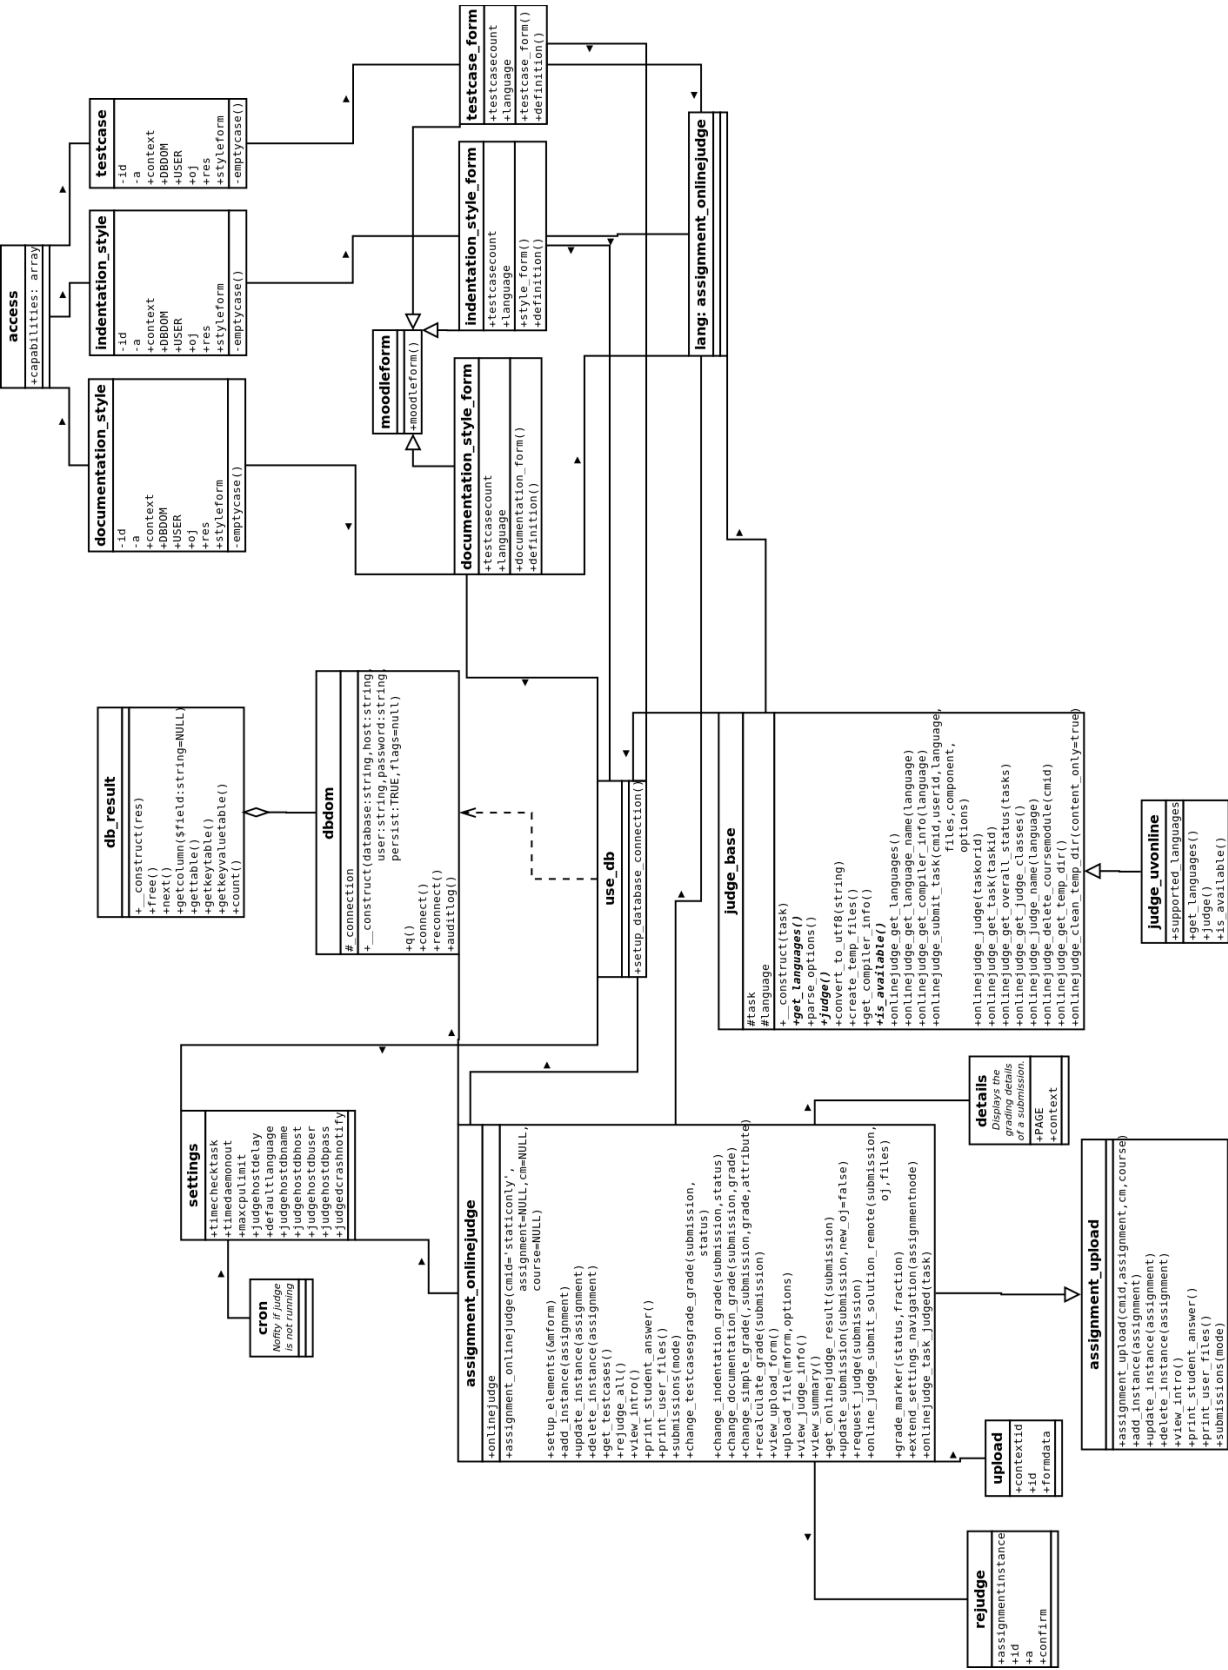 access
+capabilities: array
testcase
-id
-a
+context
+DBDOM
+USER
+oj
+res
+styleform
-emptycase()
indentation_style
-id
-a
+context
+DBDOM
+USER
+oj
+res
+styleform
-emptycase()
documentation_style
-id
-a
+context
+DBDOM
+USER
+oj
+res
+styleform
-emptycase()
testcase_form
+testcasecount
+language
+testcase_form()
+definition()
indentation_style_form
+testcasecount
+language
+style_form()
+definition()
moodleform
+moodleform()
documentation_style_form
+testcasecount
+language
+documentation_form()
+definition()
lang: assignment_onlinejudge
db_result
+__construct(res)
+free()
+next()
+getcolumn($field:string=NULL)
+gettable()
+getkeytable()
+getkeyvaluetable()
+count()
dbdom
#_connection
+__construct(database:string,host:string,
user:string,password:string,
persist:TRUE,flags=null)
+q()
+connect()
+reconnect()
+auditlog()
use_db
+setup_database_connection()
judge_base
#task
#language
+__construct(task)
+get_languages()
+parse_options()
+judge()
+convert_to_utf8(string)
+create_temp_files()
+get_compiler_info()
+is_available()
+onlinejudge_get_languages()
+onlinejudge_get_language_name(language)
+onlinejudge_get_compiler_info(language)
+onlinejudge_submit_task(cmid,userid,language,
files,component,
options)
+onlinejudge_judge(taskorid)
+onlinejudge_get_task(taskid)
+onlinejudge_get_overall_status(tasks)
+onlinejudge_get_judge_classes()
+onlinejudge_judge_name(language)
+onlinejudge_delete_coursemodule(cmid)
+onlinejudge_get_temp_dir()
+onlinejudge_clean_temp_dir(content_only=true)
judge_uvonline
+supported_languages
+get_languages()
+judge()
+is_available()
settings
+timechecktask
+timedaemonout
+maxcpulimit
+judgehostdelay
+defaultlanguage
+judgehostdbname
+judgehostdbhost
+judgehostdbuser
+judgehostdbpass
+judgedcrashnotify
cron
Nofity if judge
is not running
assignment_onlinejudge
+onlinejudge
+assignment_onlinejudge(cmid='staticonly',
assignment=NULL,cm=NULL,
course=NULL)
+setup_elements(&mform)
+add_instance(assignment)
+update_instance(assignment)
+delete_instance(assignment)
+get_testcases()
+rejudge_all()
+view_intro()
+print_student_answer()
+print_user_files()
+submissions(mode)
+change_testcasesgrade_grade(submission,
status)
+change_indentation_grade(submission,status)
+change_documentation_grade(submission,grade)
+change_simple_grade(,submission,grade,attribute)
+recalculate_grade(submission)
+view_upload_form()
+upload_file(mform,options)
+view_judge_info()
+view_summary()
+get_onlinejudge_result(submission)
+update_submission(submission,new_oj=false)
+request_judge(submission)
+online_judge_submit_solution_remote(submission,
oj,files)
+grade_marker(status,fraction)
+extend_settings_navigation(assignmentnode)
+onlinejudge_task_judged(task)
details
Displays the
grading details
of a submission.
+PAGE
+context
assignment_upload
+assignment_upload(cmid,assignment,cm,course)
+add_instance(assignment)
+update_instance(assignment)
+delete_instance(assignment)
+view_intro()
+print_student_answer()
+print_user_files()
+submissions(mode)
upload
+contextid
+id
+formdata
rejudge
+assignmentinstance
+id
+a
+confirm